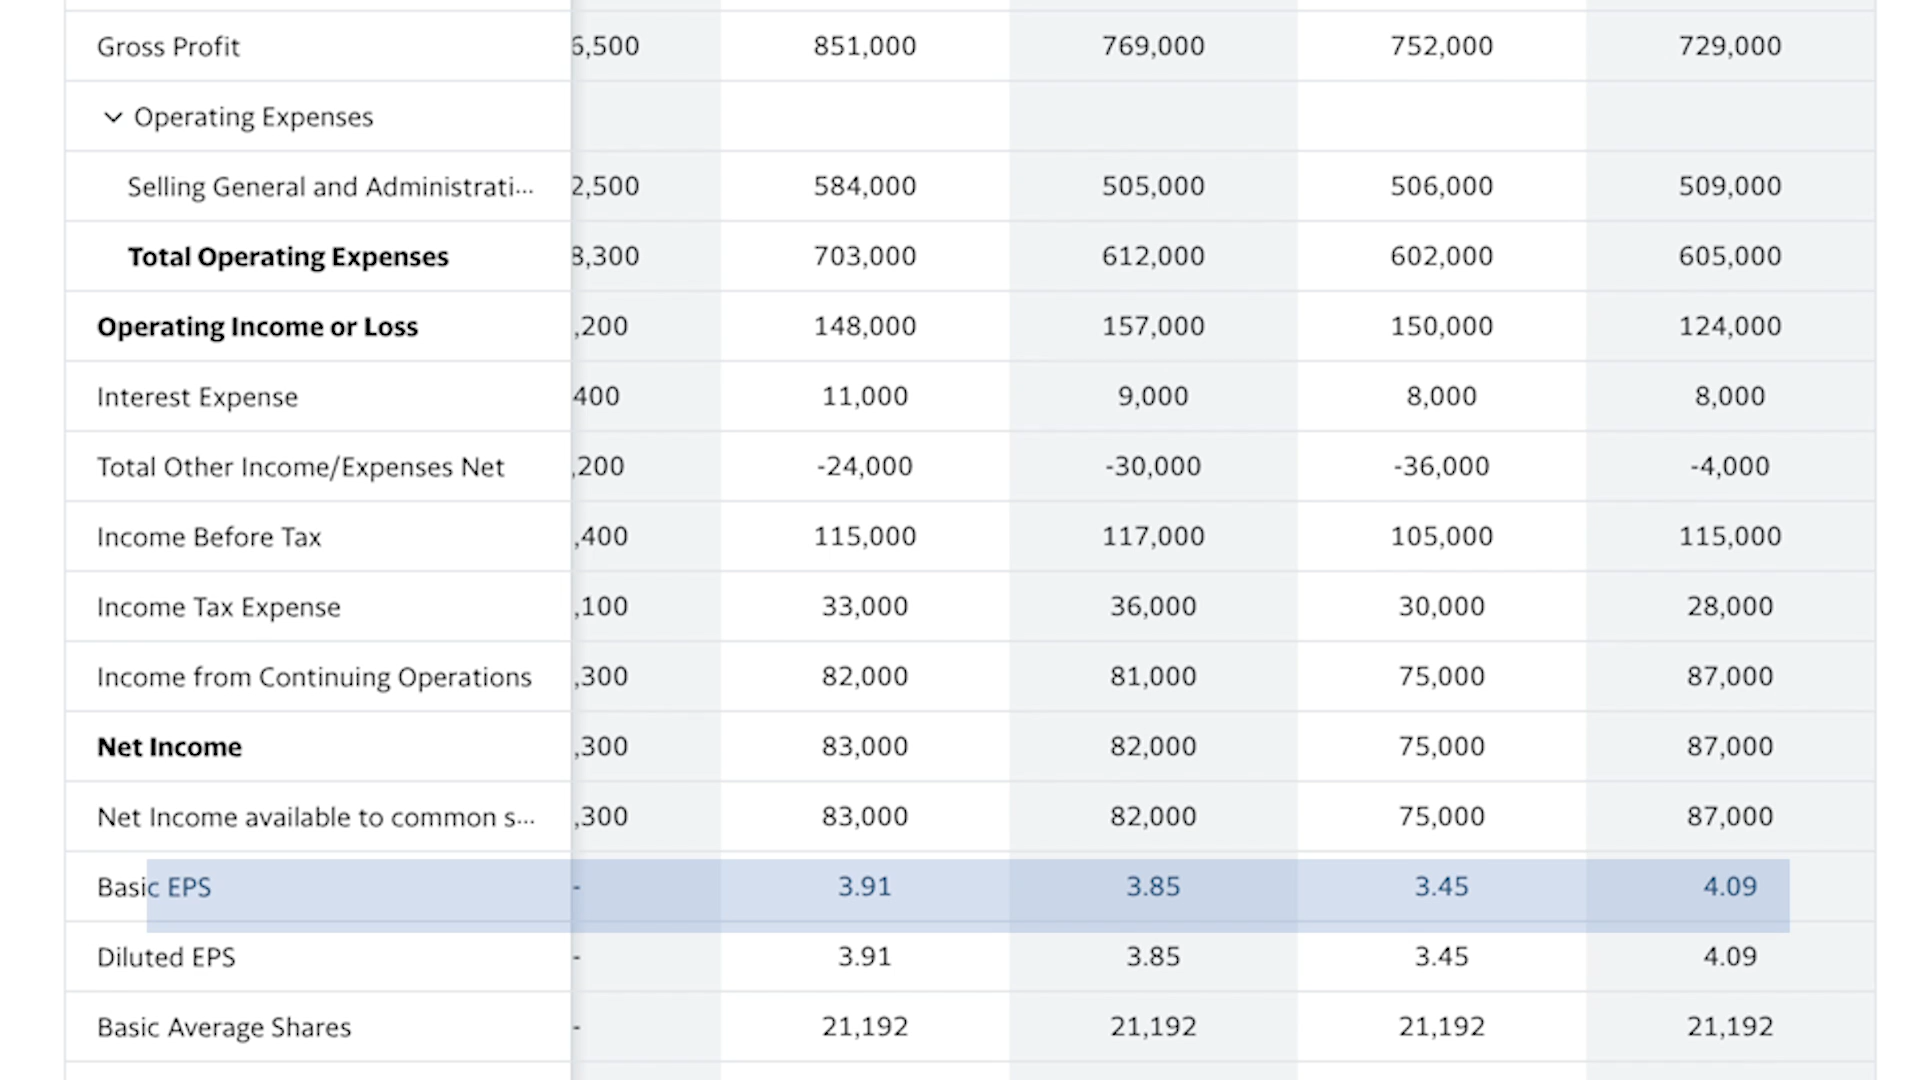 Gross Profit 6,500 851,000 769,000 752,000 729,000
Operating Expenses
Selling General and Administrati... 2,500 584,000 505,000 506,000 509,000
Total Operating Expenses 8,300 703,000 612,000 602,000 605,000
Operating Income or Loss ,200 148,000 157,000 150,000 124,000
Interest Expense 400 11,000 9,000 8,000 8,000
Total Other Income/Expenses Net ,200 -24,000 -30,000 -36,000 -4,000
Income Before Tax ,400 115,000 117,000 105,000 115,000
Income Tax Expense ,100 33,000 36,000 30,000 28,000
Income from Continuing Operations ,300 82,000 81,000 75,000 87,000
Net Income ,300 83,000 82,000 75,000 87,000
Net Income available to common s... ,300 83,000 82,000 75,000 87,000
Basic EPS - 3.91 3.85 3.45 4.09
Diluted EPS - 3.91 3.85 3.45 4.09
Basic Average Shares - 21,192 21,192 21,192 21,192